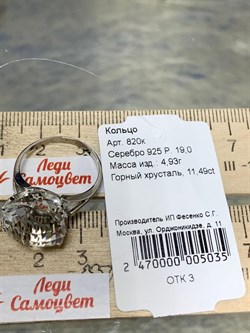 Кольцо
Арт. 820к
Серебро 925 Р. 19,0
Масса изд : 4,93г
Горный хрусталь, 11,49ct
Производитель ИП Фесенко С.Г.
Москва, ул. Орджоникидзе, д. 11
2 470000 005035
ОТК 3
Леди
Самоцвет
Леди
Самоцвет